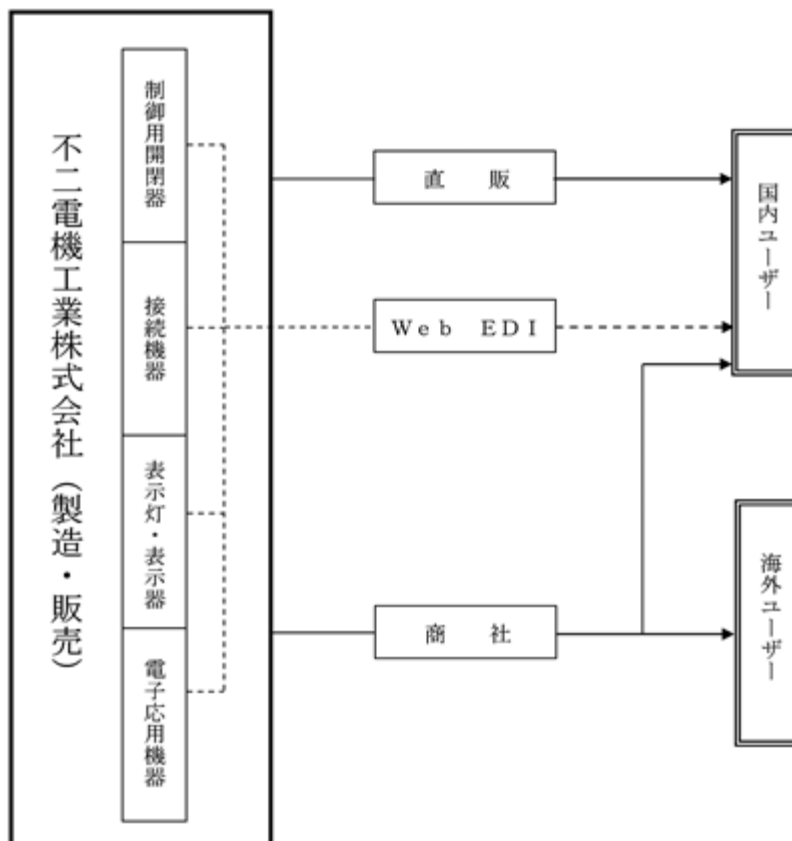 不二電機工業株式会社（製造・販売）
制御用開閉器
接続機器
表示灯・表示器
電子応用機器
直　販
Ｗｅｂ　ＥＤＩ
商　社
国内ユーザー
海外ユーザー